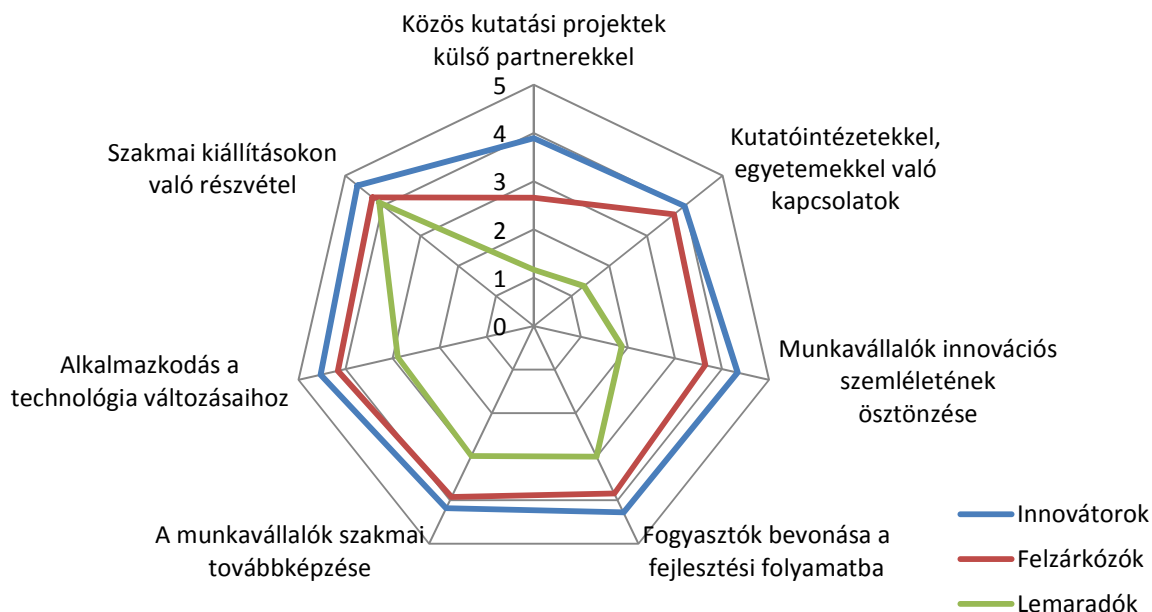 Közös kutatási projektek
külső partnerekkel
5
4
3
2
1
0
Kutatóintézetekkel,
egyetemekkel való
kapcsolatok
Munkavállalók innovációs
szemléletének
ösztönzése
Fogyasztók bevonása a
fejlesztési folyamatba
A munkavállalók szakmai
továbbképzése
Alkalmazkodás a
technológia változásaihoz
Szakmai kiállításokon
való részvétel
Innovátorok
Felzárkózók
Lemaradók